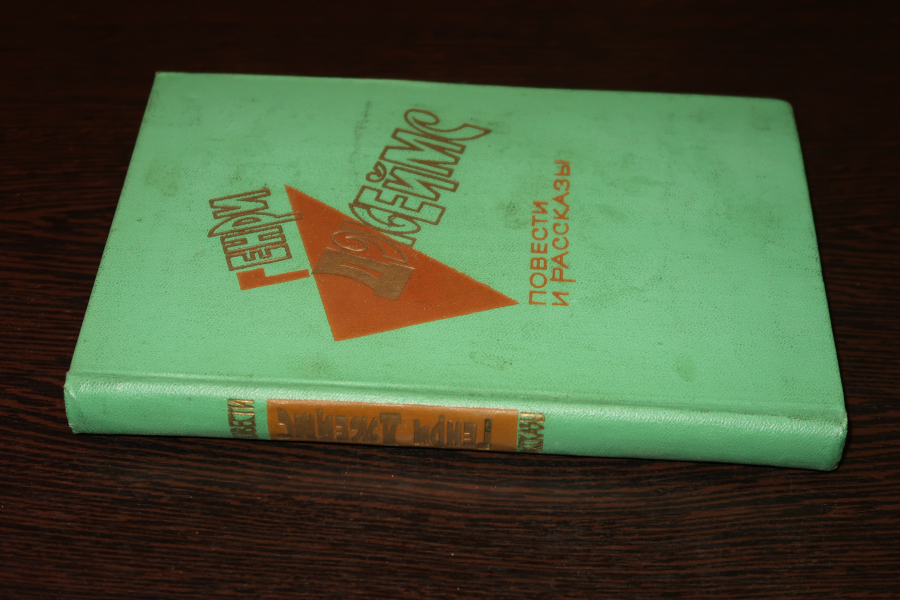 ГЕНРИ
ДЖЕЙМС
ПОВЕСТИ
И РАССКАЗЫ
ГЕНРИ ДЖЕЙМС